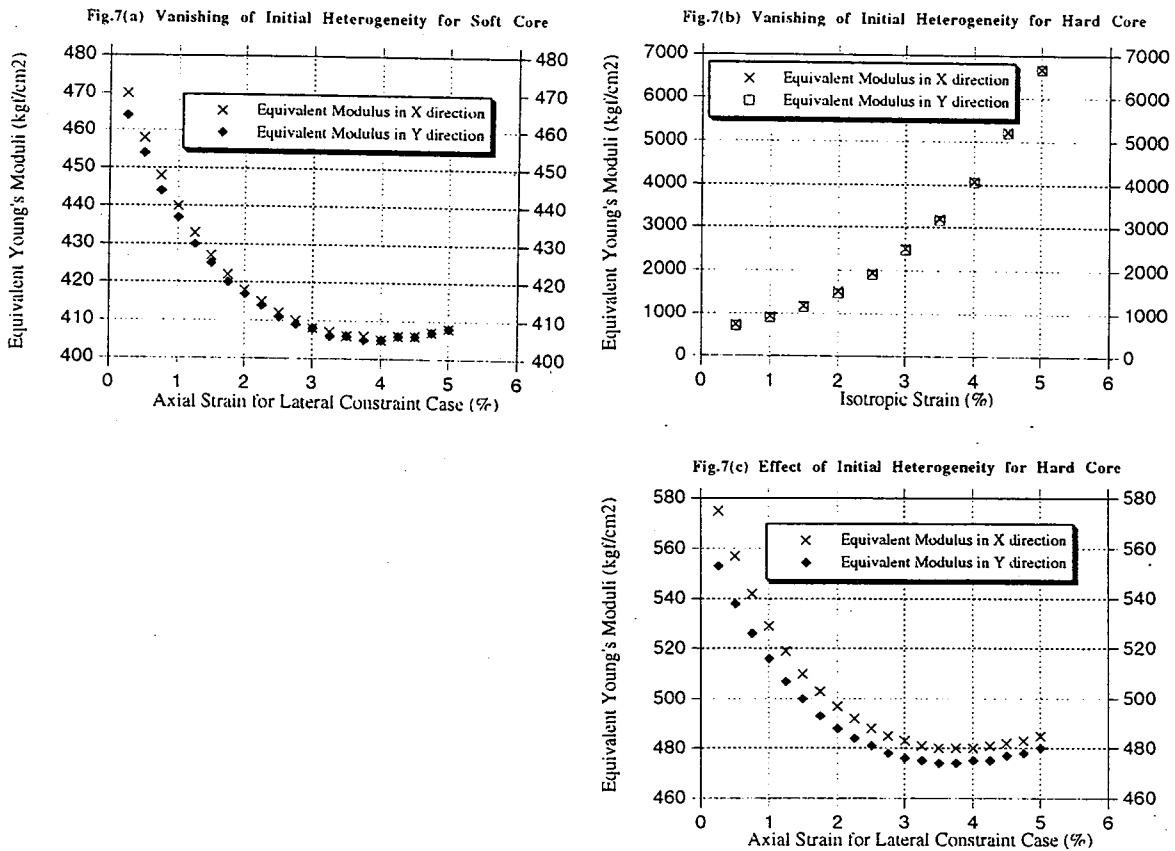 Fig.7(a) Vanishing of Initial Heterogeneity for Soft Core
Equivalent Young's Moduli (kgf/cm2)
480
470
460
450
440
430
420
410
400
480
470
460
450
440
430
420
410
400
× Equivalent Modulus in X direction
◆ Equivalent Modulus in Y direction
0 1 2 3 4 5 6
Axial Strain for Lateral Constraint Case (%)
Fig.7(b) Vanishing of Initial Heterogeneity for Hard Core
Equivalent Young's Moduli (kgf/cm2)
7000
6000
5000
4000
3000
2000
1000
0
7000
6000
5000
4000
3000
2000
1000
0
× Equivalent Modulus in X direction
□ Equivalent Modulus in Y direction
0 1 2 3 4 5 6
Isotropic Strain (%)
Fig.7(c) Effect of Initial Heterogeneity for Hard Core
Equivalent Young's Moduli (kgf/cm2)
580
560
540
520
500
480
460
580
560
540
520
500
480
460
× Equivalent Modulus in X direction
◆ Equivalent Modulus in Y direction
0 1 2 3 4 5 6
Axial Strain for Lateral Constraint Case (%)